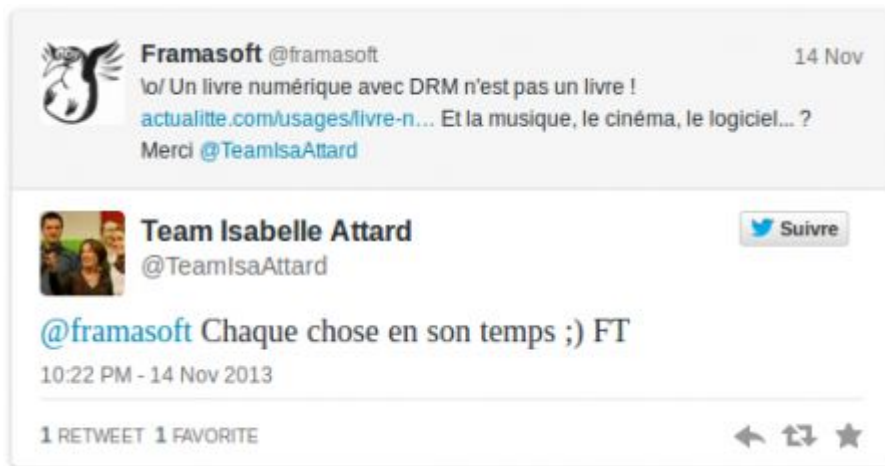 Framasoft @framasoft 14 Nov
\o/ Un livre numérique avec DRM n'est pas un livre !
actualitte.com/usages/livre-n… Et la musique, le cinéma, le logiciel... ?
Merci @TeamIsaAttard
Team Isabelle Attard Suivre
@TeamIsaAttard
@framasoft Chaque chose en son temps ;) FT
10:22 PM - 14 Nov 2013
1 RETWEET 1 FAVORITE